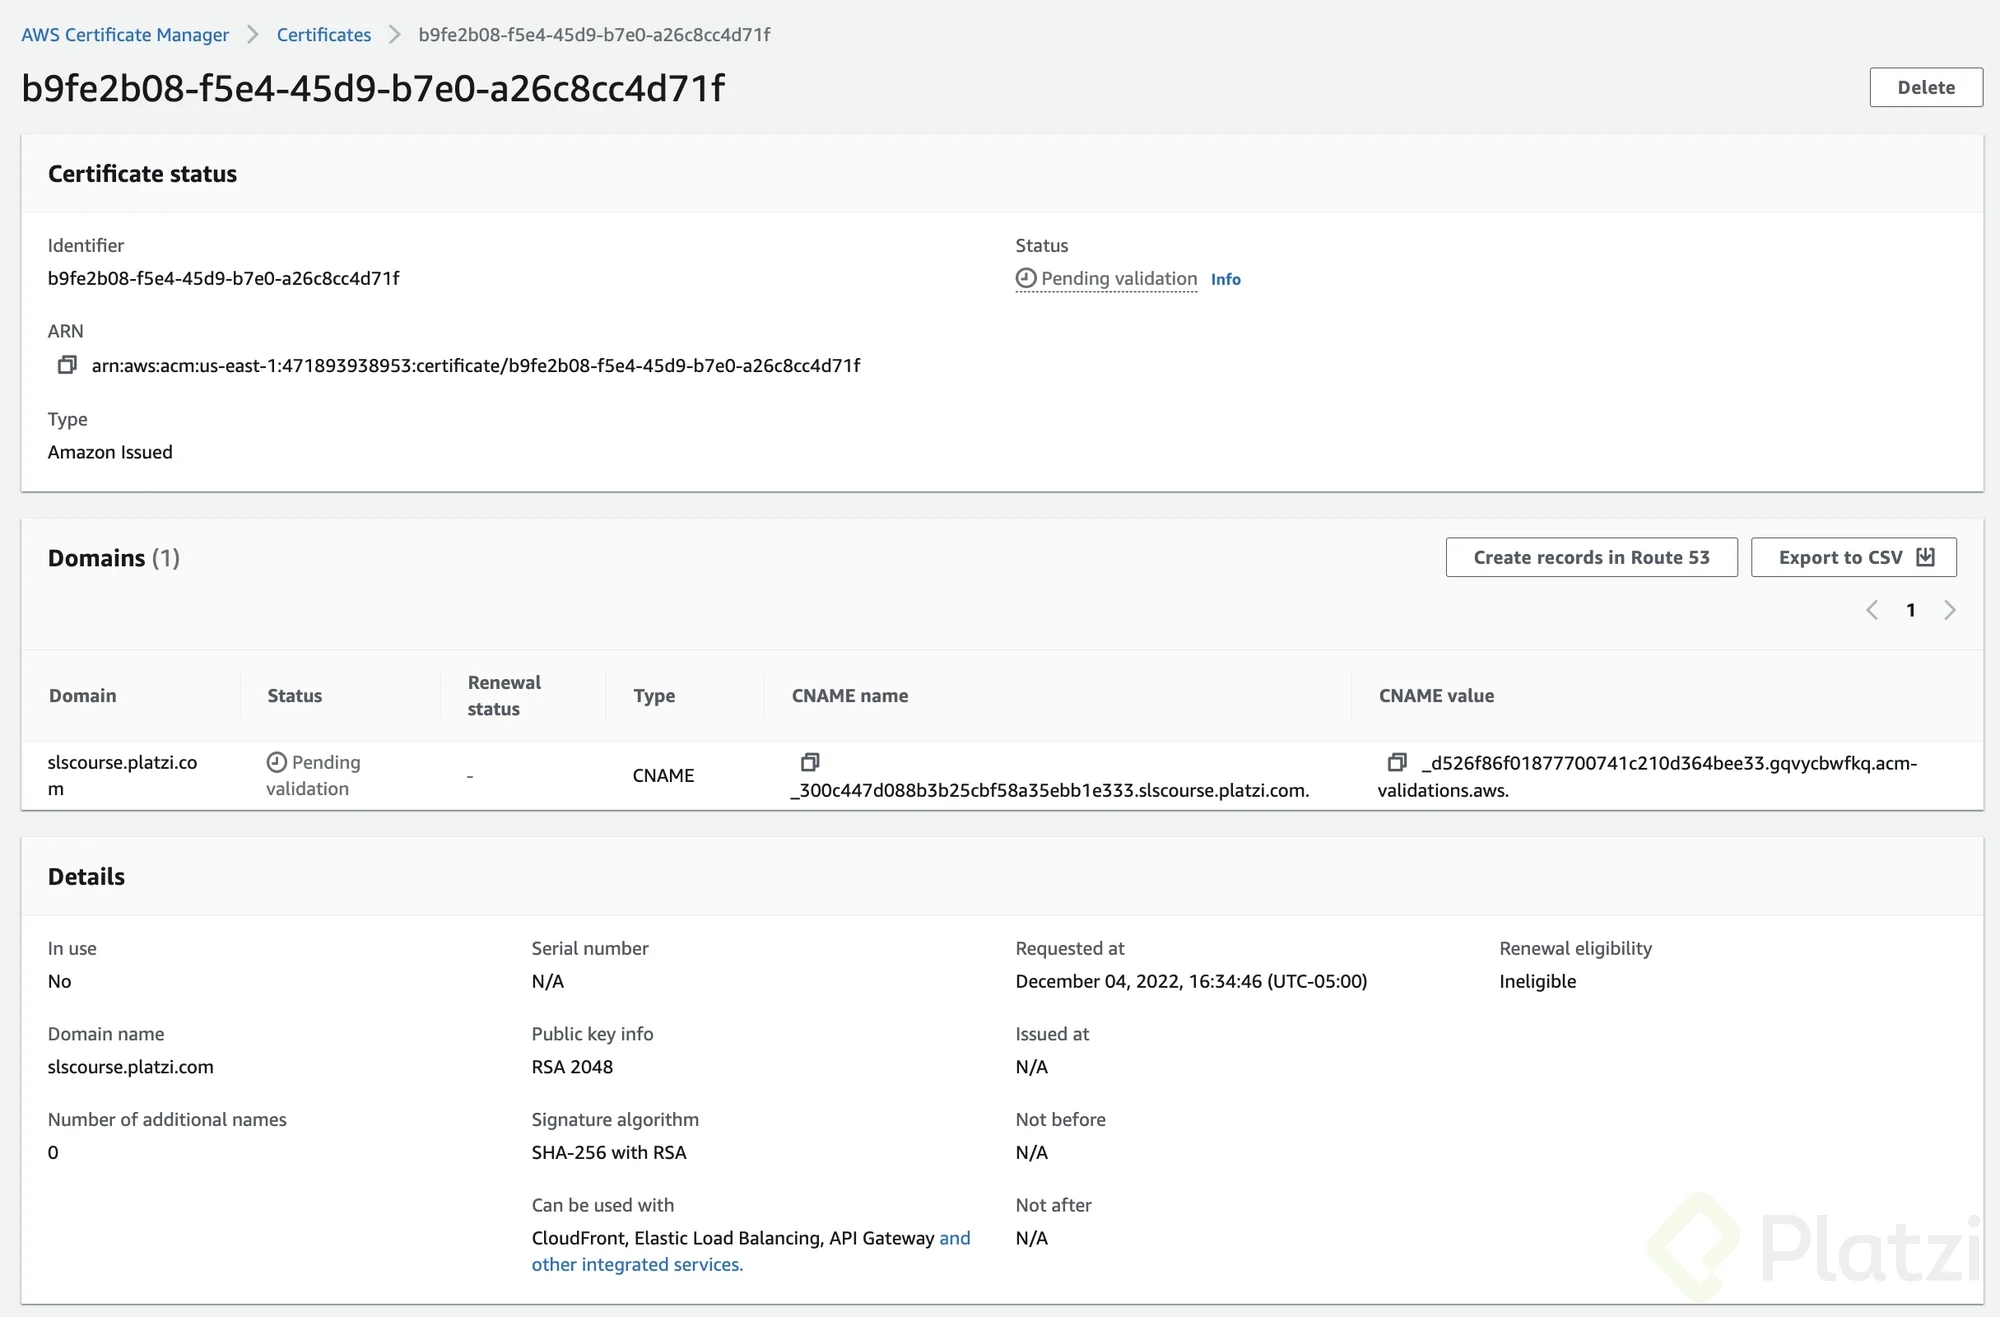 AWS Certificate Manager > Certificates > b9fe2b08-f5e4-45d9-b7e0-a26c8cc4d71f
b9fe2b08-f5e4-45d9-b7e0-a26c8cc4d71f
Delete
Certificate status
Identifier
b9fe2b08-f5e4-45d9-b7e0-a26c8cc4d71f
Status
Pending validation Info
ARN
arn:aws:acm:us-east-1:471893938953:certificate/b9fe2b08-f5e4-45d9-b7e0-a26c8cc4d71f
Type
Amazon Issued
Domains (1)
Create records in Route 53
Export to CSV
1
Domain
Status
Renewal
status
Type
CNAME name
CNAME value
slscourse.platzi.co
m
Pending
validation
-
CNAME
_300c447d088b3b25cbf58a35ebb1e333.slscourse.platzi.com.
_d526f86f01877700741c210d364bee33.gqvycbwfkq.acm-
validations.aws.
Details
In use
No
Serial number
N/A
Requested at
December 04, 2022, 16:34:46 (UTC-05:00)
Renewal eligibility
Ineligible
Domain name
slscourse.platzi.com
Public key info
RSA 2048
Issued at
N/A
Number of additional names
0
Signature algorithm
SHA-256 with RSA
Not before
N/A
Can be used with
CloudFront, Elastic Load Balancing, API Gateway and
other integrated services.
Not after
N/A
Platzi